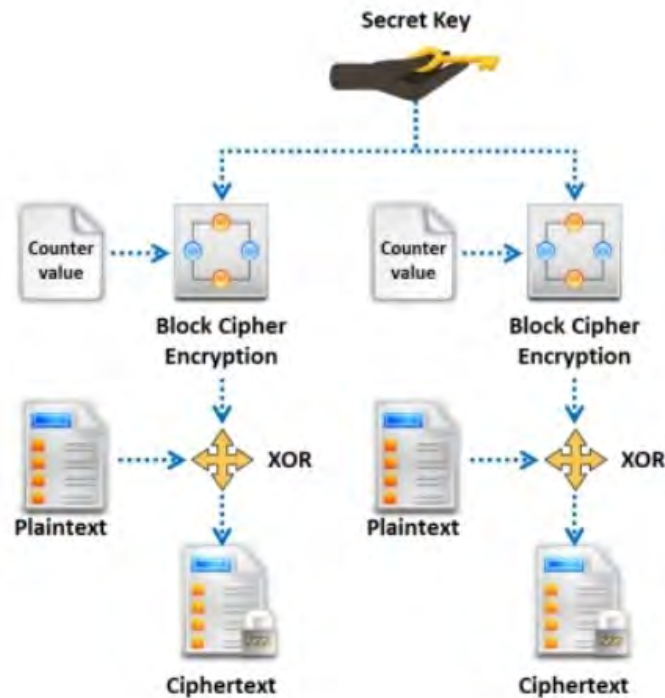 Secret Key
Counter
value
Counter
value
Block Cipher
Encryption
Block Cipher
Encryption
XOR
XOR
Plaintext
Plaintext
Ciphertext
Ciphertext